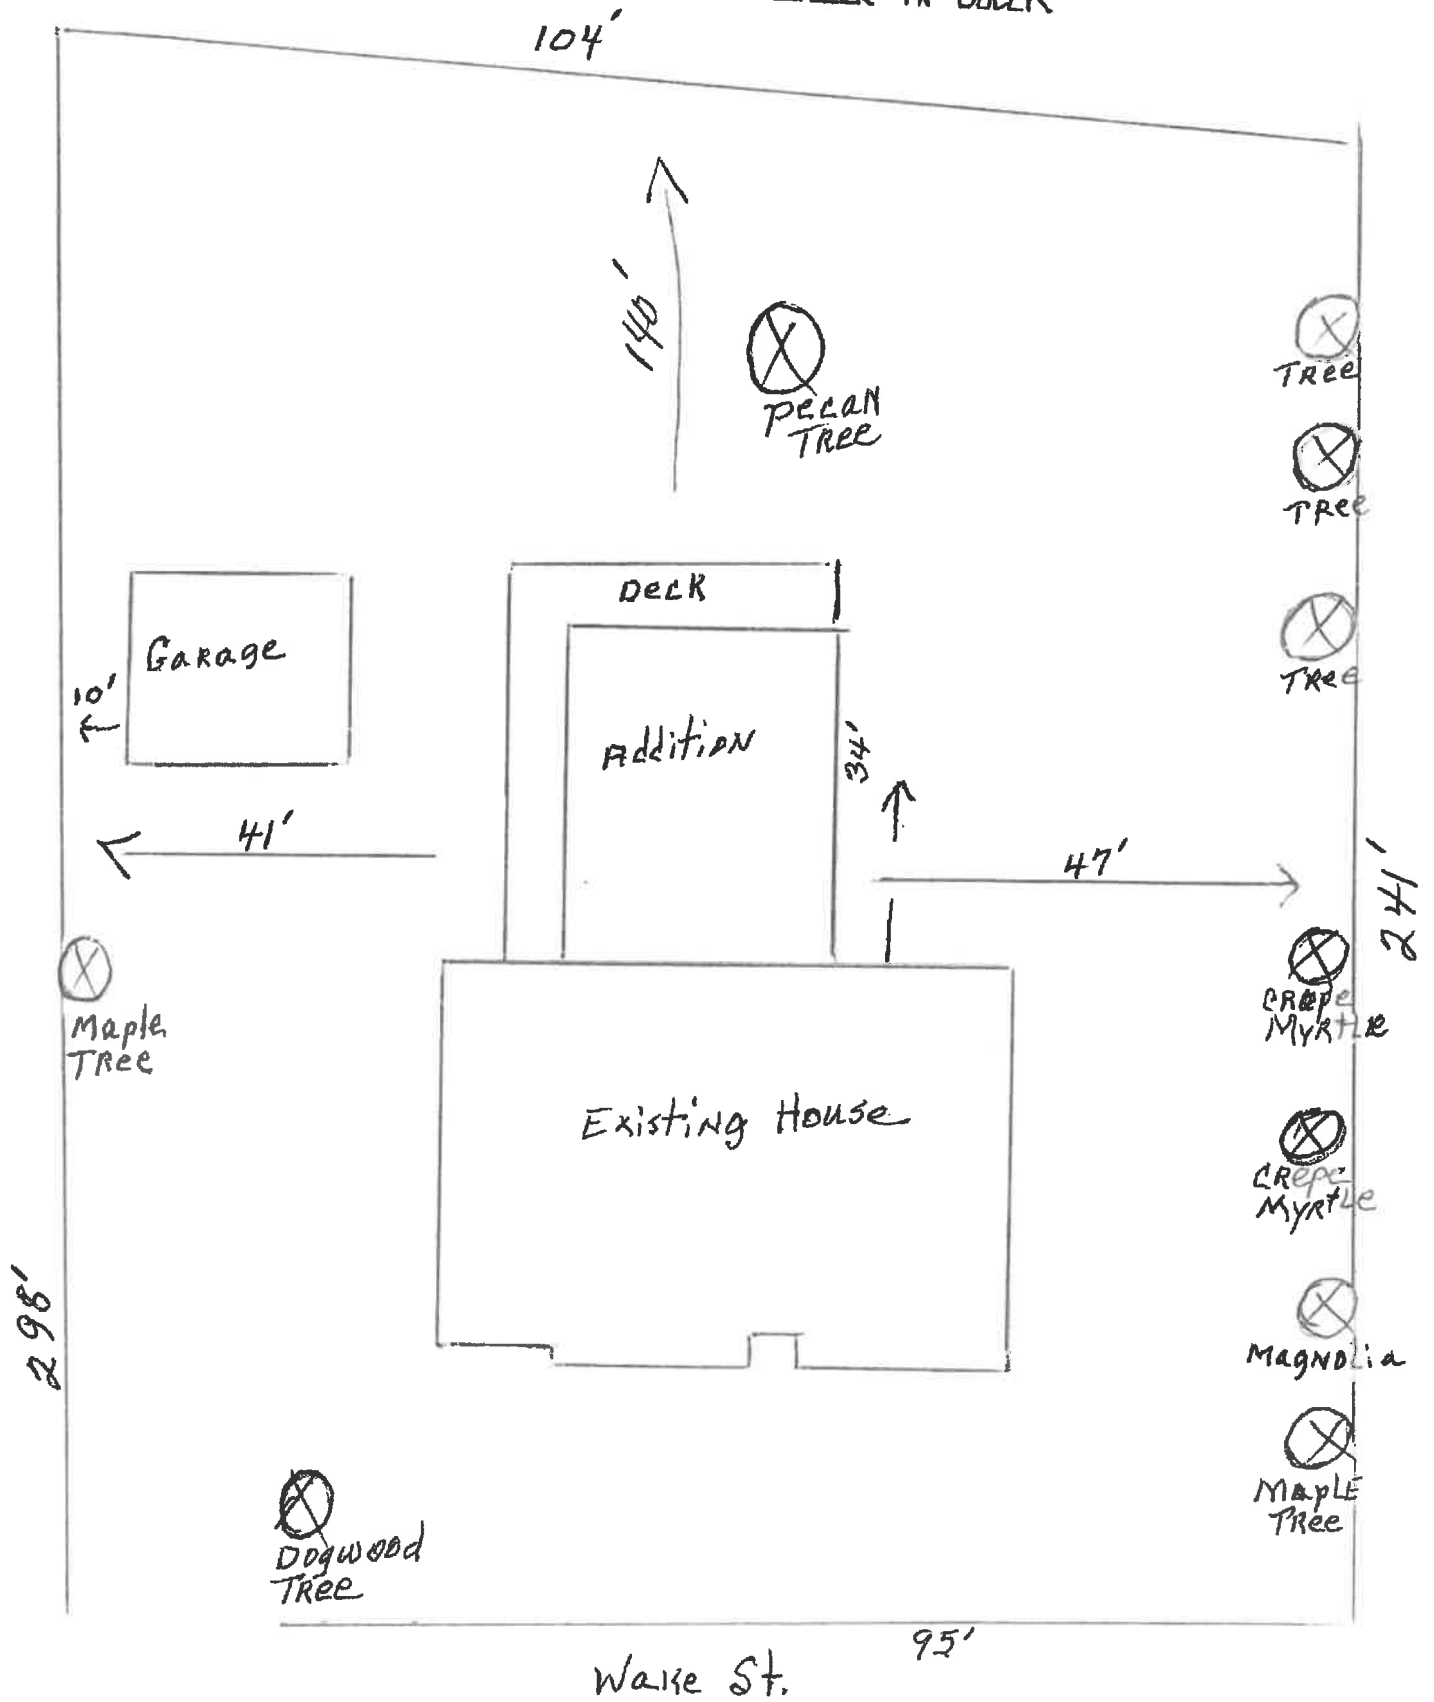 104'
140'
Pecan
Tree
Tree
Tree
Tree
Deck
Garage
10'
Addition
34'
41'
47'
241'
Maple
Tree
Crepe
Myrtle
Existing House
Crepe
Myrtle
298'
Magnolia
Maple
Tree
Dogwood
Tree
95'
Wake St.